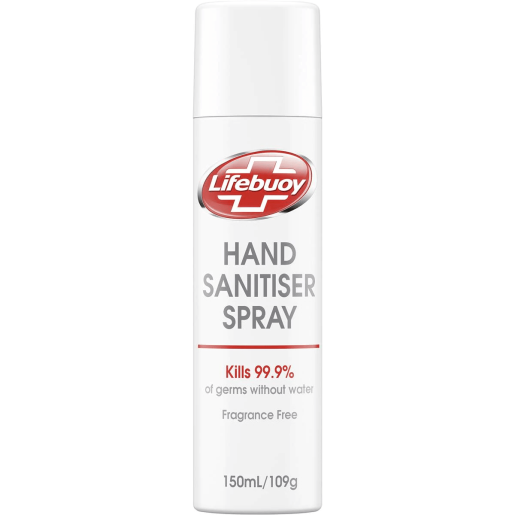 Lifebuoy
HAND
SANITISER
SPRAY
Kills 99.9%
of germs without water
Fragrance Free
150mL/109g